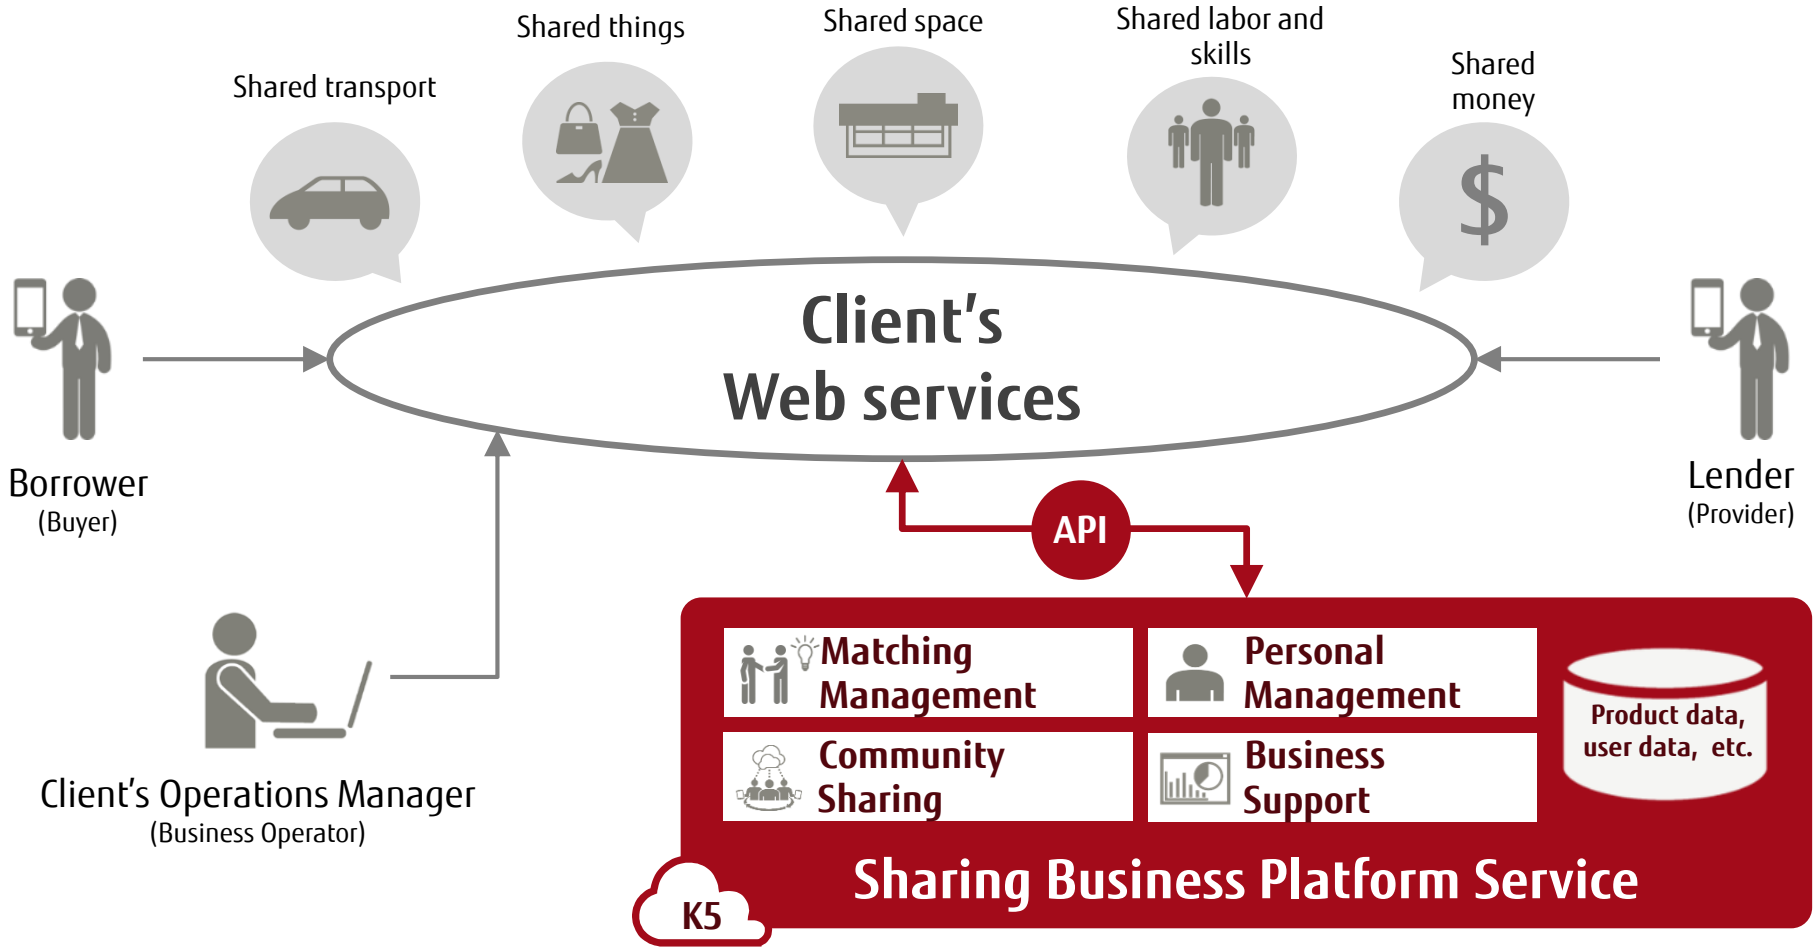 Shared transport
Shared things
Shared space
Shared labor and
skills
Shared
money
$
Client's
Web services
Borrower
(Buyer)
Lender
(Provider)
API
Client's Operations Manager
(Business Operator)
Matching
Management
Personal
Management
Community
Sharing
Business
Support
Product data,
user data, etc.
Sharing Business Platform Service
K5